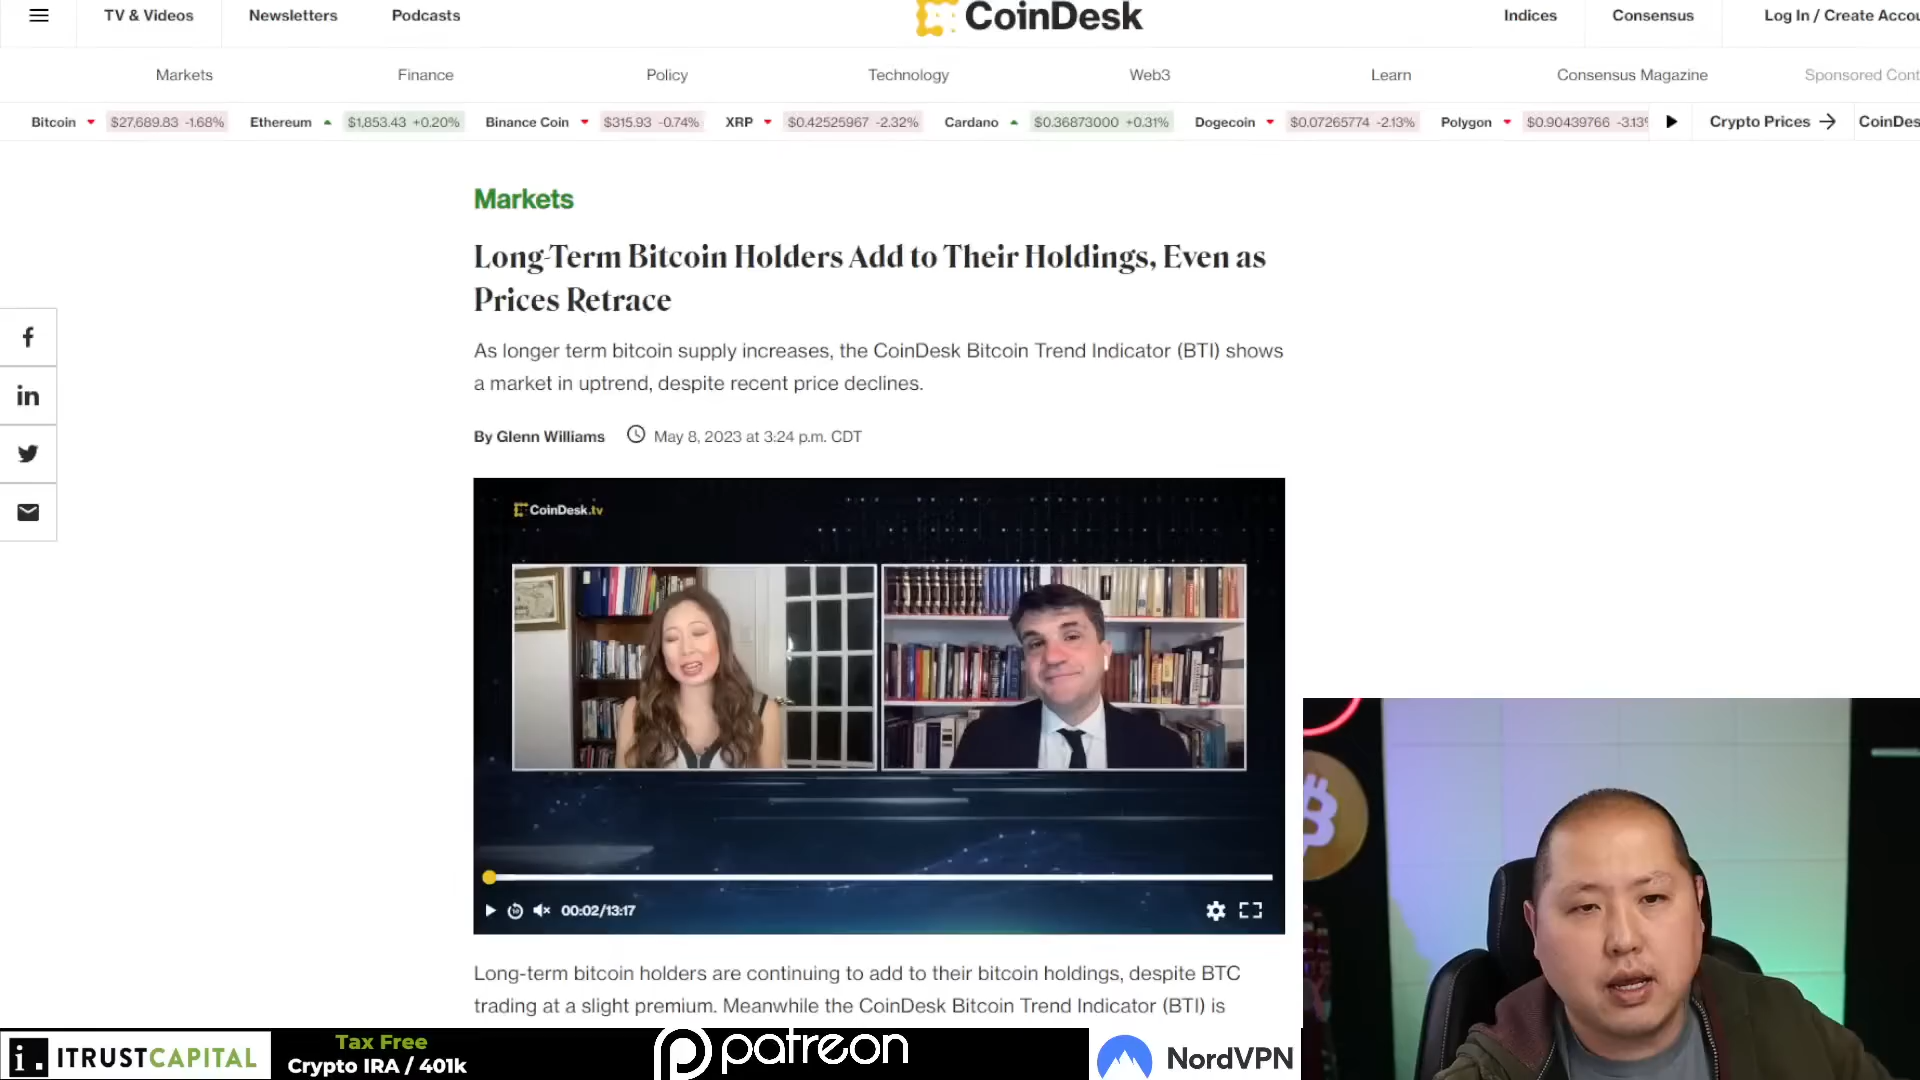 TV & Videos
Newsletters
Podcasts
CoinDesk
Indices
Consensus
Log In / Create Accou
Markets
Finance
Policy
Technology
Web3
Learn
Consensus Magazine
Sponsored Cont
Bitcoin $27,689.83 -1.68%
Ethereum $1,853.43 +0.20%
Binance Coin $315.93 -0.74%
XRP $0.42525967 -2.32%
Cardano $0.36873000 +0.31%
Dogecoin $0.07265774 -2.13%
Polygon $0.90439766 -3.13%
Crypto Prices
CoinDes
Markets
Long-Term Bitcoin Holders Add to Their Holdings, Even as
Prices Retrace
As longer term bitcoin supply increases, the CoinDesk Bitcoin Trend Indicator (BTI) shows
a market in uptrend, despite recent price declines.
By Glenn Williams May 8, 2023 at 3:24 p.m. CDT
CoinDesk.tv
00:02/13:17
Long-term bitcoin holders are continuing to add to their bitcoin holdings, despite BTC
trading at a slight premium. Meanwhile the CoinDesk Bitcoin Trend Indicator (BTI) is
ITRUSTCAPITAL
Tax Free
Crypto IRA / 401k
patreon
NordVPN